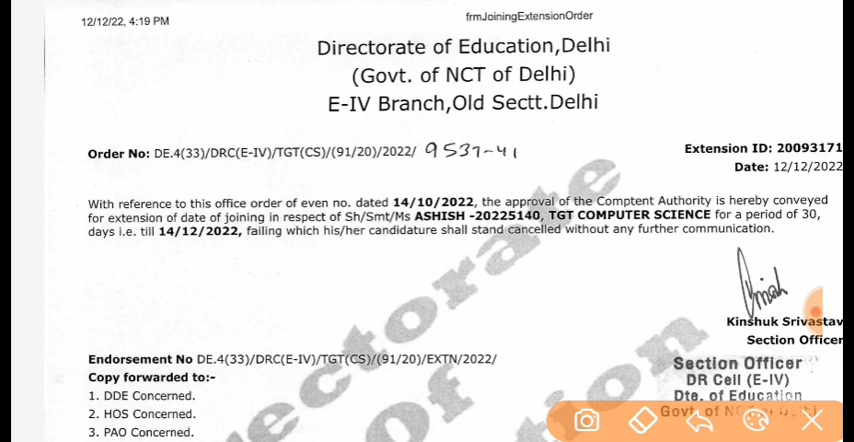 12/12/22, 4:19 PM
frmJoiningExtensionOrder
Directorate of Education,Delhi
(Govt. of NCT of Delhi)
E-IV Branch,Old Sectt.Delhi
Order No: DE.4(33)/DRC(E-IV)/TGT(CS)/(91/20)/2022/ 9537-41
Extension ID: 20093171
Date: 12/12/2022
With reference to this office order of even no. dated 14/10/2022, the approval of the Comptent Authority is hereby conveyed
for extension of date of joining in respect of Sh/Smt/Ms ASHISH -20225140, TGT COMPUTER SCIENCE for a period of 30,
days i.e. till 14/12/2022, failing which his/her candidature shall stand cancelled without any further communication.
Kinshuk Srivastav
Section Officer
Endorsement No DE.4(33)/DRC(E-IV)/TGT(CS)/(91/20)/EXTN/2022/
Copy forwarded to:-
1. DDE Concerned.
2. HOS Concerned.
3. PAO Concerned.
Section Officer
DR Cell (E-IV)
Dte. of Education
Govt. of